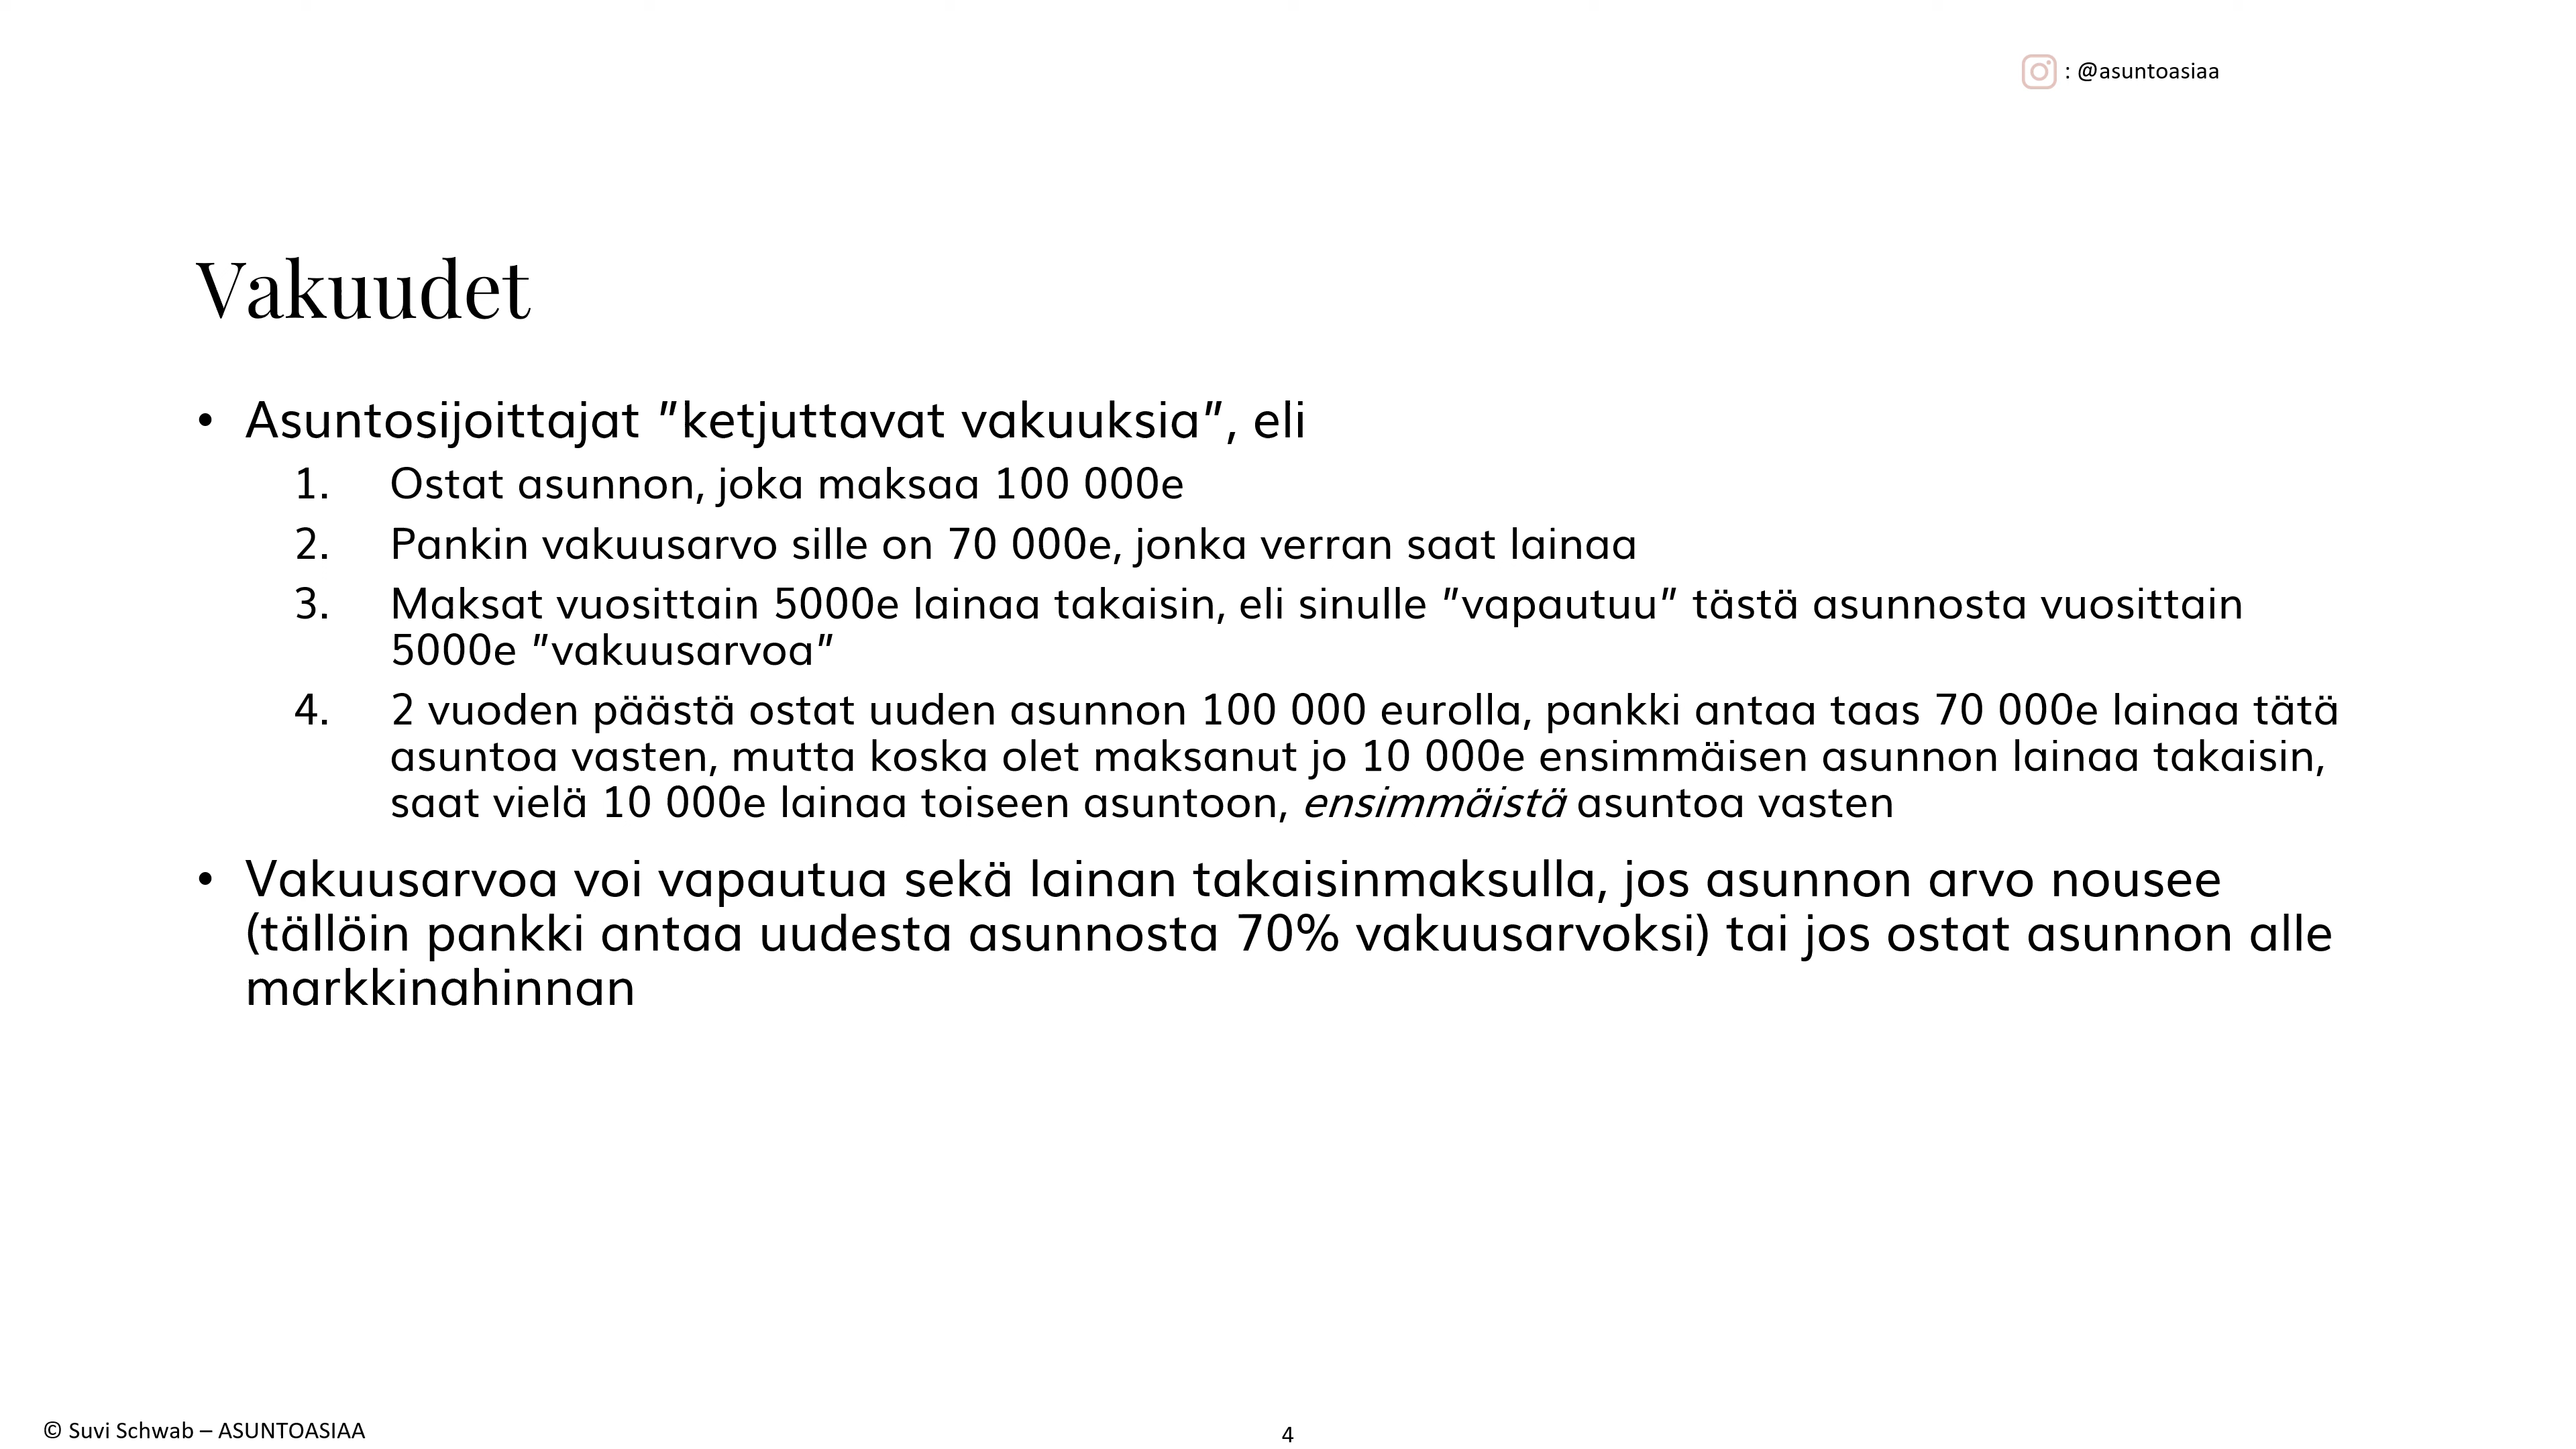 : @asuntoasiaa
Vakuudet
• Asuntosijoittajat ”ketjuttavat vakuuksia”, eli
1. Ostat asunnon, joka maksaa 100 000e
2. Pankin vakuusarvo sille on 70 000e, jonka verran saat lainaa
3. Maksat vuosittain 5000e lainaa takaisin, eli sinulle ”vapautuu” tästä asunnosta vuosittain
5000e ”vakuusarvoa”
4. 2 vuoden päästä ostat uuden asunnon 100 000 eurolla, pankki antaa taas 70 000e lainaa tätä
asuntoa vasten, mutta koska olet maksanut jo 10 000e ensimmäisen asunnon lainaa takaisin,
saat vielä 10 000e lainaa toiseen asuntoon, ensimmäistä asuntoa vasten
• Vakuusarvoa voi vapautua sekä lainan takaisinmaksulla, jos asunnon arvo nousee
(tällöin pankki antaa uudesta asunnosta 70% vakuusarvoksi) tai jos ostat asunnon alle
markkinahinnan
© Suvi Schwab – ASUNTOASIAA
4